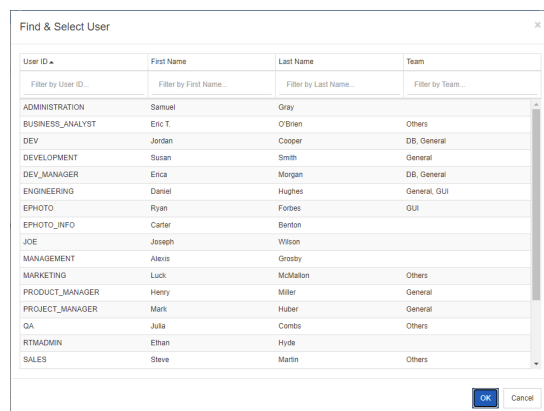 Find & Select User ×
User ID First Name Last Name Team
Filter by User ID... Filter by First Name... Filter by Last Name... Filter by Team...
ADMINISTRATION Samuel Gray
BUSINESS_ANALYST Eric T. O'Brien Others
DEV Jordan Cooper DB, General
DEVELOPMENT Susan Smith General
DEV_MANAGER Erica Morgan DB, General
ENGINEERING Daniel Hughes General, GUI
EPHOTO Ryan Forbes GUI
EPHOTO_INFO Carter Benton
JOE Joseph Wilson
MANAGEMENT Alexis Grosby
MARKETING Luck McMallon Others
PRODUCT_MANAGER Henry Miller General
PROJECT_MANAGER Mark Huber General
QA Julia Combs Others
RTMADMIN Ethan Hyde
SALES Steve Martin Others
OK Cancel